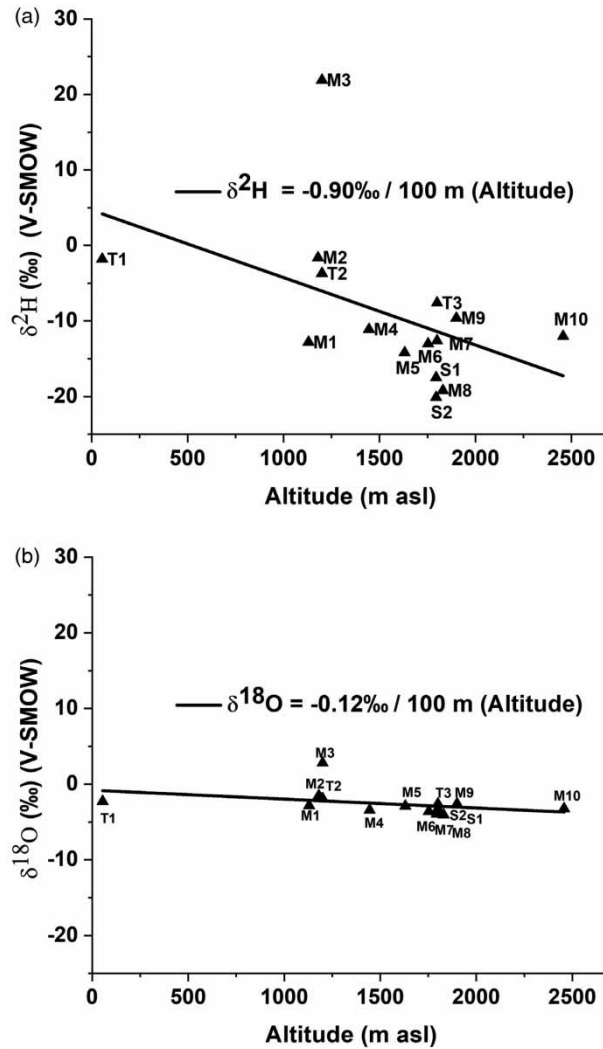 (a)
30
20
10
0
-10
-20
δ²H (‰) (V-SMOW)
M3
δ²H = -0.90‰ / 100 m (Altitude)
M2
T2
T1
T3
M9
M10
M4
M1
M7
M6
M5
S1
M8
S2
0 500 1000 1500 2000 2500
Altitude (m asl)
(b)
30
20
10
0
-10
-20
δ¹⁸O (‰) (V-SMOW)
δ¹⁸O = -0.12‰ / 100 m (Altitude)
M3
M2 T2
M5 T3 M9
M10
T1
M1
M4
S2 S1
M6 M7 M8
0 500 1000 1500 2000 2500
Altitude (m asl)